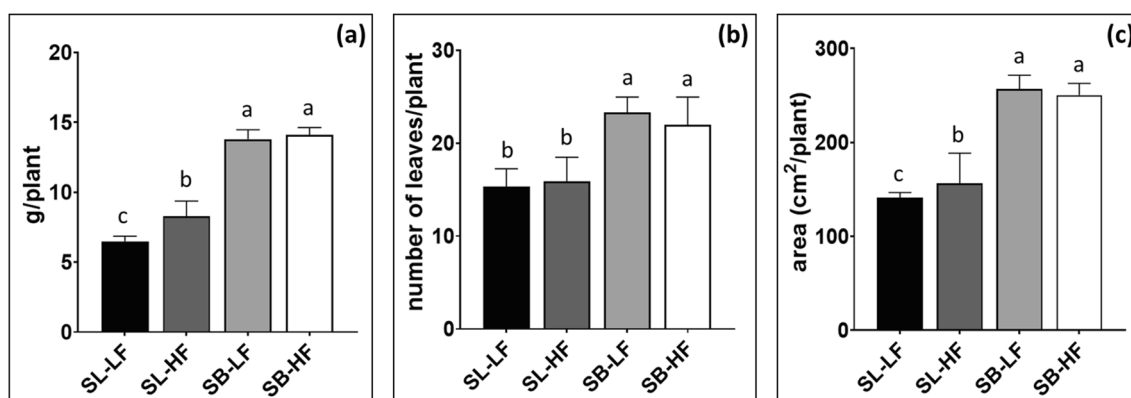 (a)
20
15
10
5
0
g/plant
c
b
a
a
SL-LF
SL-HF
SB-LF
SB-HF
(b)
30
20
10
0
number of leaves/plant
b
b
a
a
SL-LF
SL-HF
SB-LF
SB-HF
(c)
300
200
100
0
area (cm²/plant)
c
b
a
a
SL-LF
SL-HF
SB-LF
SB-HF